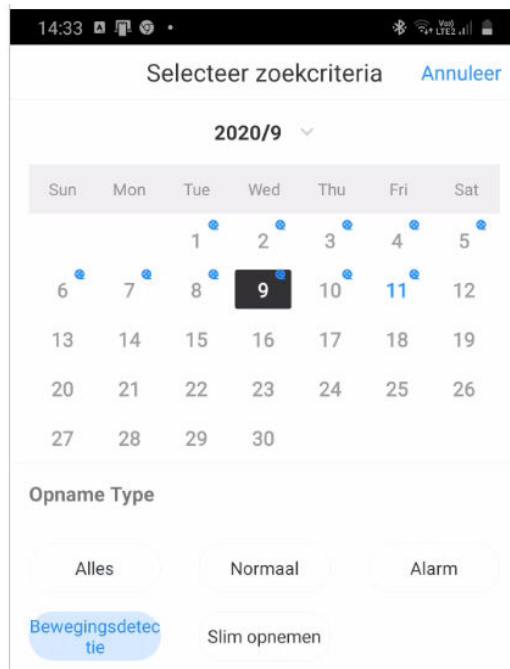 14:33
VoO LTE2
Selecteer zoekcriteria Annuleer
2020/9
Sun Mon Tue Wed Thu Fri Sat
1 2 3 4 5
6 7 8 9 10 11 12
13 14 15 16 17 18 19
20 21 22 23 24 25 26
27 28 29 30
Opname Type
Alles Normaal Alarm
Bewegingsdetec
tie
Slim opnemen